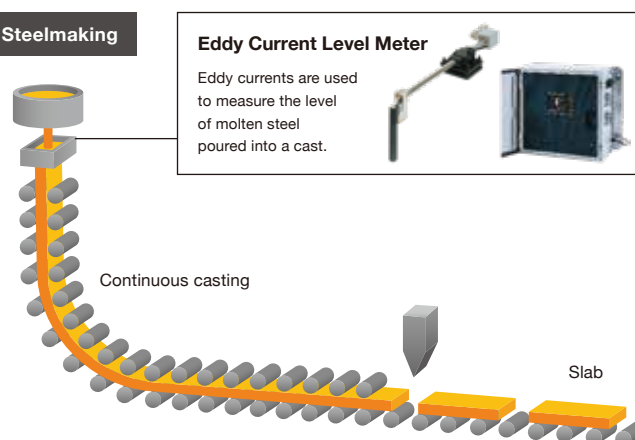 Steelmaking
Eddy Current Level Meter
Eddy currents are used
to measure the level
of molten steel
poured into a cast.
Continuous casting
Slab